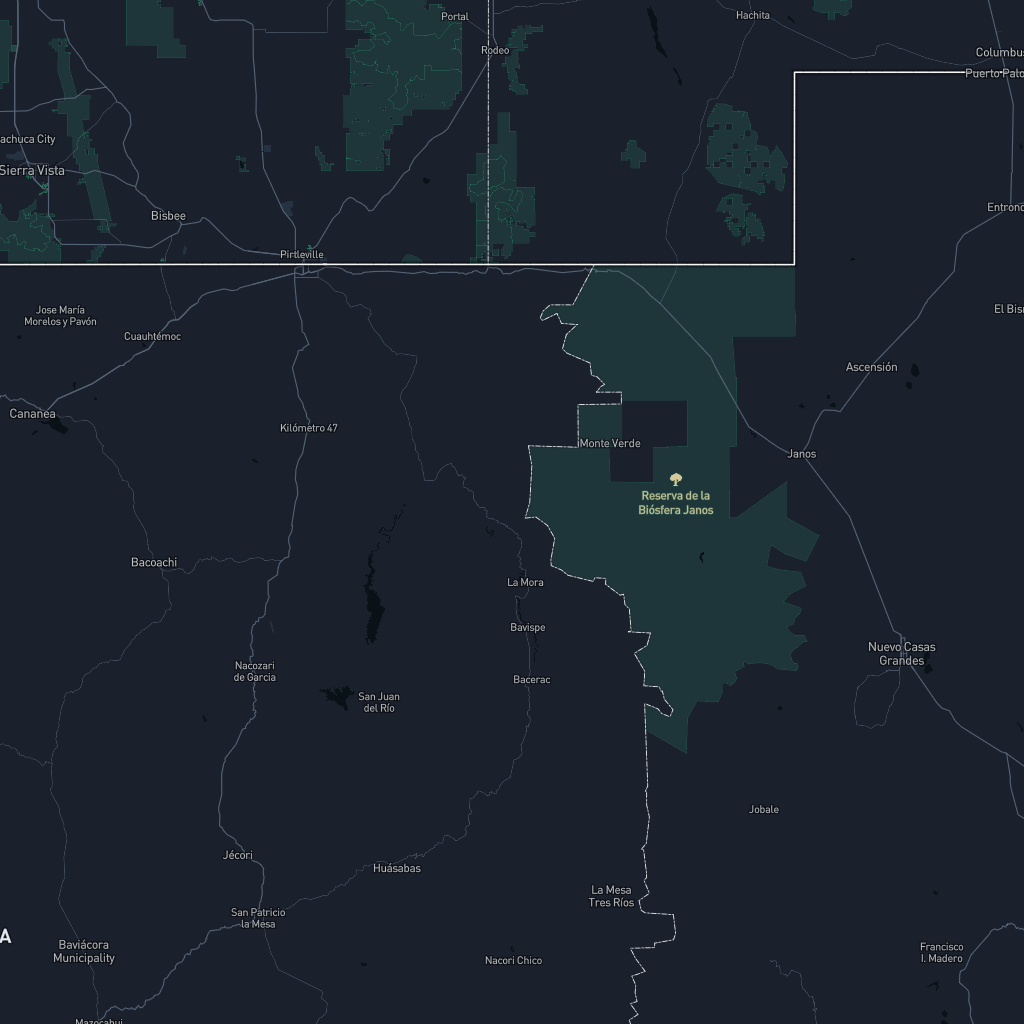 Portal
Hachita
Rodeo
Columbus
Puerto Palo
achuca City
Sierra Vista
Bisbee
Entronq
Pirtleville
Jose María
Morelos y Pavón
El Bism
Cuauhtémoc
Ascensión
Cananea
Kilómetro 47
Monte Verde
Janos
Reserva de la
Biósfera Janos
Bacoachi
La Mora
Bavispe
Nuevo Casas
Grandes
Nacozari
de Garcia
Bacerac
San Juan
del Río
Jobale
Jécori
Huásabas
La Mesa
Tres Ríos
San Patricio
la Mesa
A
Baviácora
Municipality
Francisco
I. Madero
Nacori Chico
Mazocahui